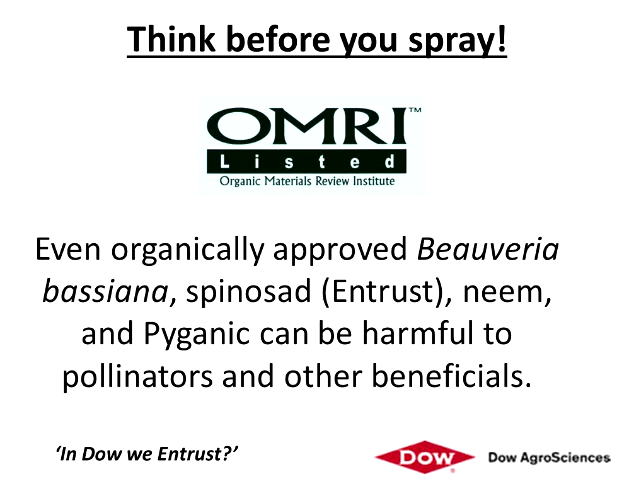 Think before you spray!
OMRI™
Listed
Organic Materials Review Institute
Even organically approved Beauveria
bassiana, spinosad (Entrust), neem,
and Pyganic can be harmful to
pollinators and other beneficials.
‘In Dow we Entrust?’
DOW® Dow AgroSciences